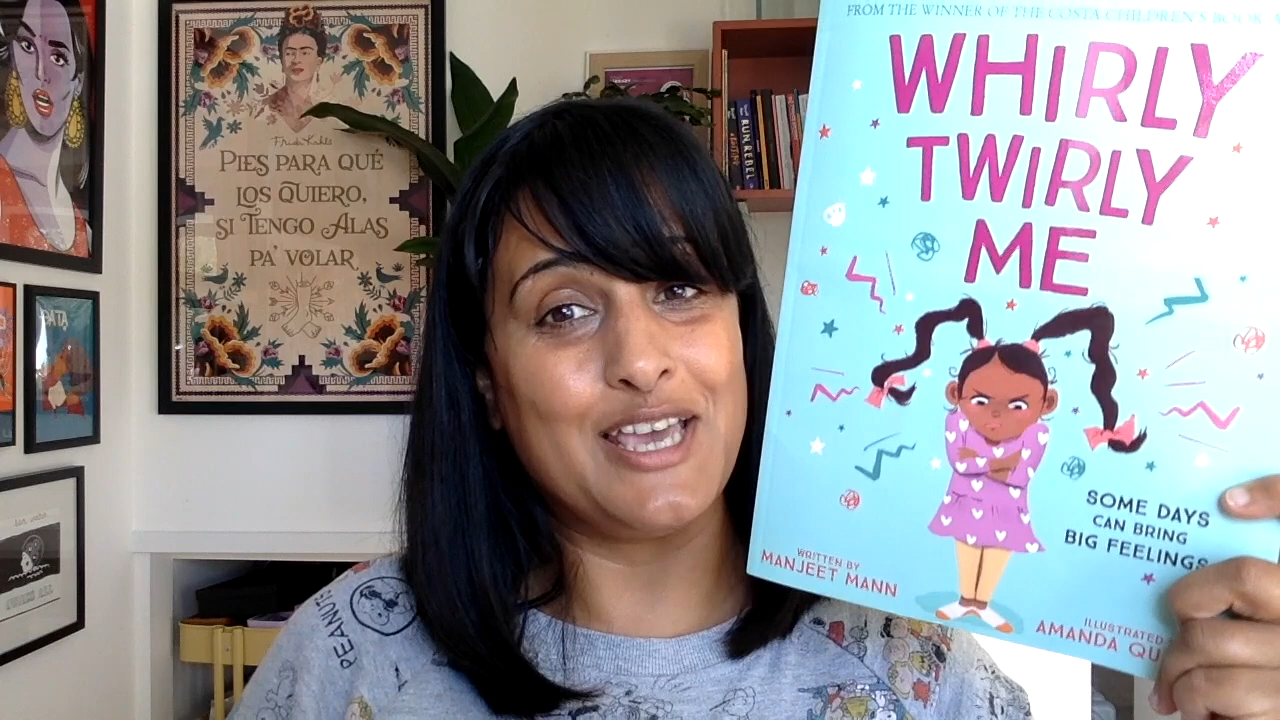 FROM THE WINNER OF THE COSTA CHILDREN'S BOOK
WHIRLY
TWIRLY
ME
SOME DAYS
CAN BRING
BIG FEELINGS
WRITTEN BY
MANJEET MANN
ILLUSTRATED
AMANDA
Frida Kahlo
PIES PARA QUÉ
LOS QUIERO,
SI TENGO ALAS
PA' VOLAR
RUN, REBEL
PEANUTS